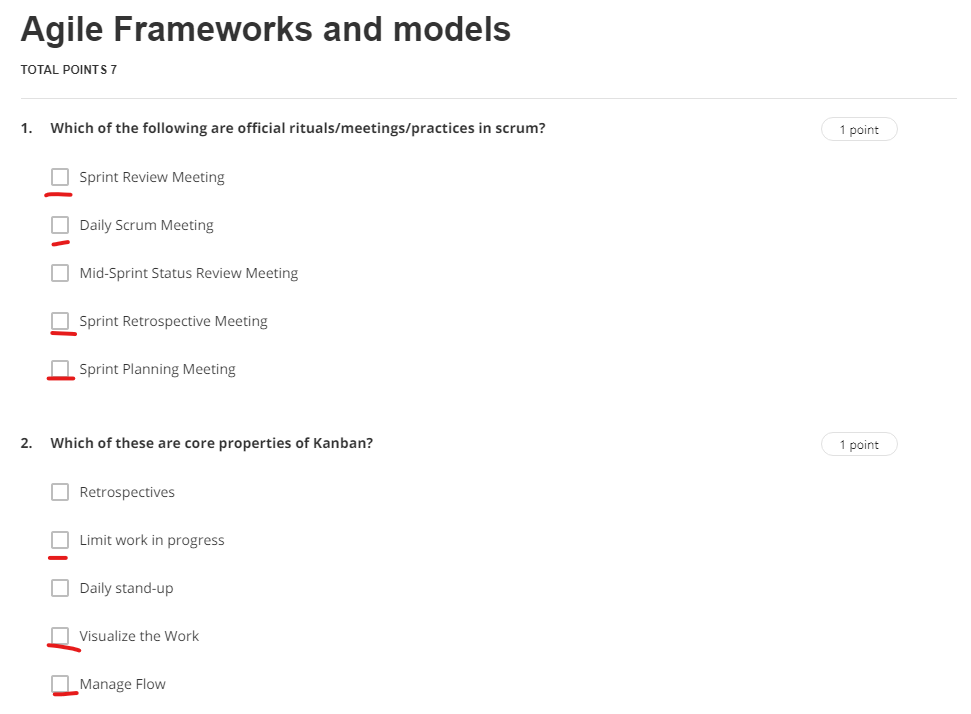 Agile Frameworks and models
TOTAL POINTS 7
1. Which of the following are official rituals/meetings/practices in scrum? 1 point
Sprint Review Meeting
Daily Scrum Meeting
Mid-Sprint Status Review Meeting
Sprint Retrospective Meeting
Sprint Planning Meeting
2. Which of these are core properties of Kanban? 1 point
Retrospectives
Limit work in progress
Daily stand-up
Visualize the Work
Manage Flow